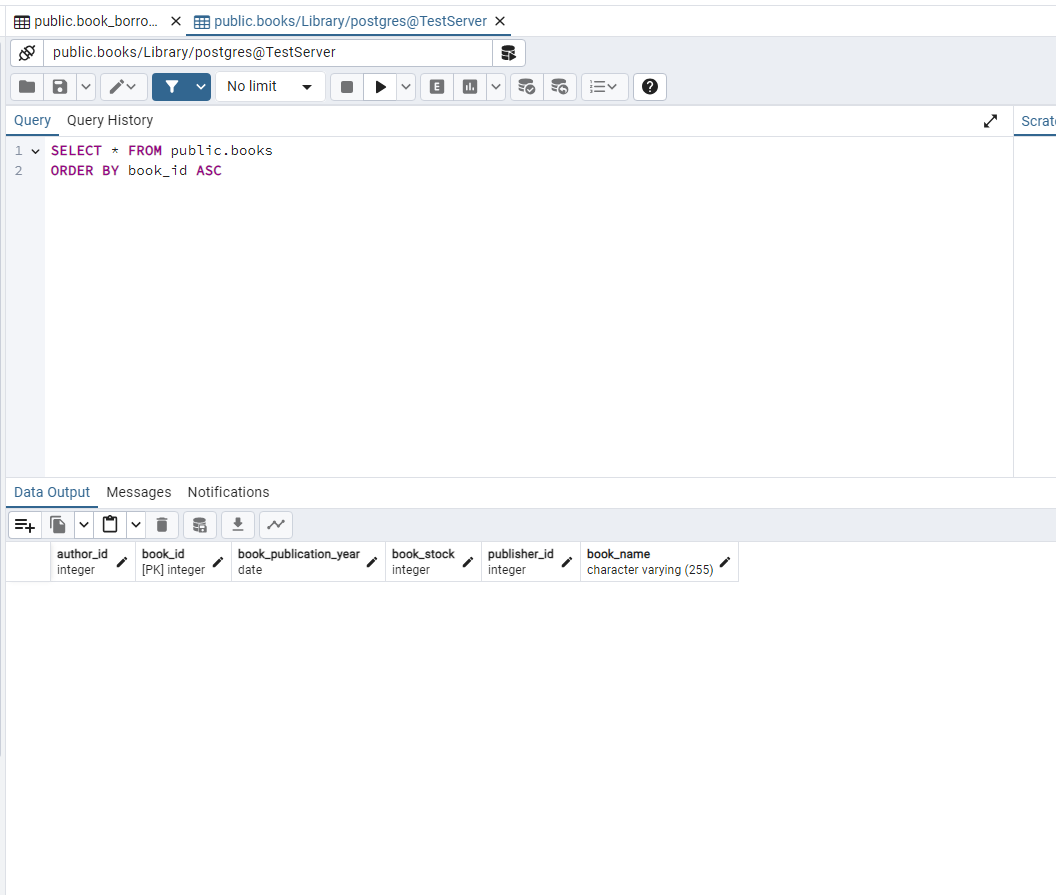 public.book_borro...
public.books/Library/postgres@TestServer
public.books/Library/postgres@TestServer
No limit
E
Query
Query History
Scrat
1 SELECT * FROM public.books
2 ORDER BY book_id ASC
Data Output
Messages
Notifications
author_id
integer
book_id
[PK] integer
book_publication_year
date
book_stock
integer
publisher_id
integer
book_name
character varying (255)